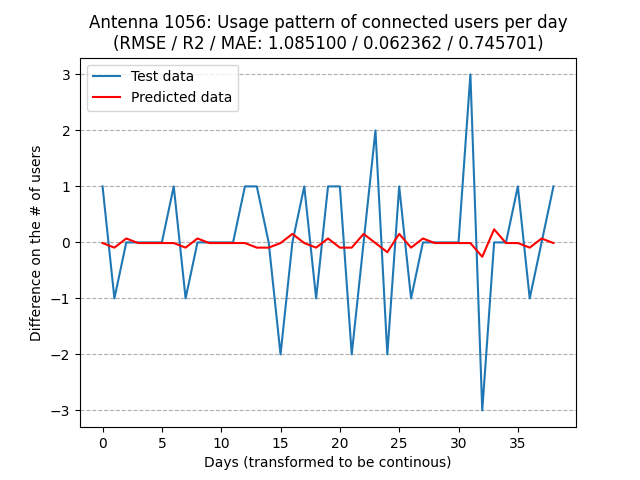 Antenna 1056: Usage pattern of connected users per day
(RMSE / R2 / MAE: 1.085100 / 0.062362 / 0.745701)
Test data
Predicted data
Difference on the # of users
3
2
1
0
−1
−2
−3
0 5 10 15 20 25 30 35
Days (transformed to be continous)